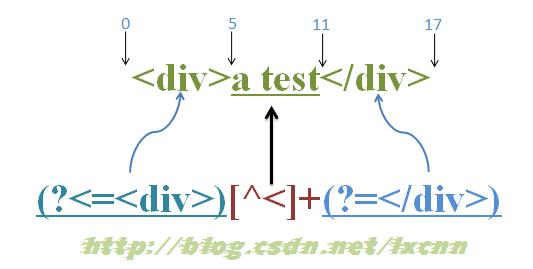 0 5 11 17
<div>a test</div>
(?<=<div>)[^<]+(?=</div>)
http://blog.csdn.net/lxcnn